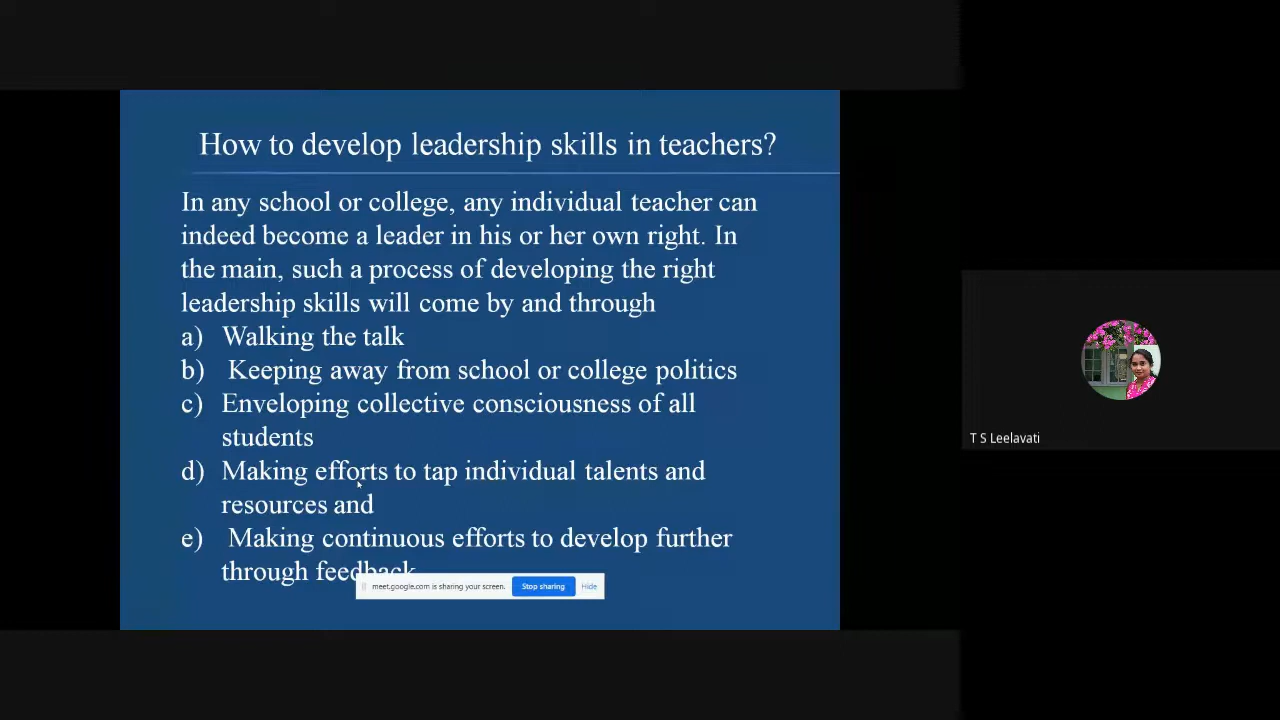 How to develop leadership skills in teachers?
In any school or college, any individual teacher can
indeed become a leader in his or her own right. In
the main, such a process of developing the right
leadership skills will come by and through
a) Walking the talk
b) Keeping away from school or college politics
c) Enveloping collective consciousness of all
students
d) Making efforts to tap individual talents and
resources and
e) Making continuous efforts to develop further
through feedback
meet.google.com is sharing your screen. Stop sharing Hide
T S Leelavati